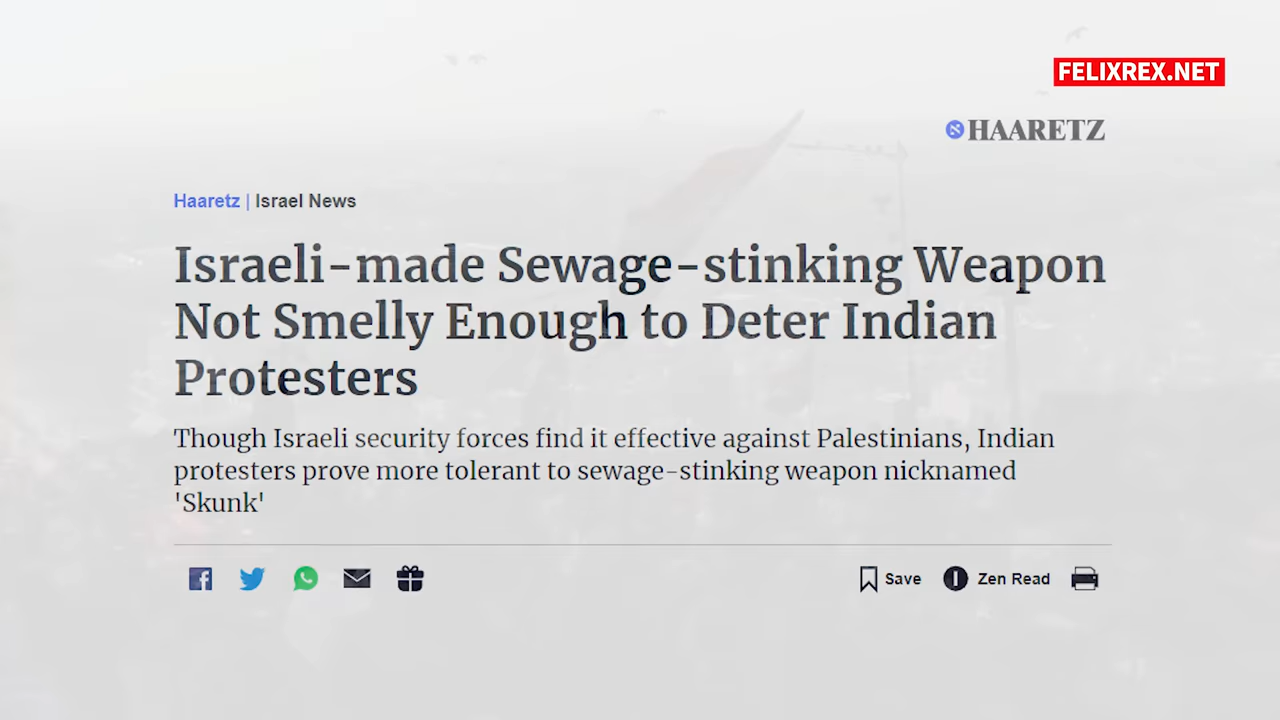 FELIXREX.NET
HAARETZ
Haaretz | Israel News
Israeli-made Sewage-stinking Weapon
Not Smelly Enough to Deter Indian
Protesters
Though Israeli security forces find it effective against Palestinians, Indian
protesters prove more tolerant to sewage-stinking weapon nicknamed
'Skunk'
Save Zen Read